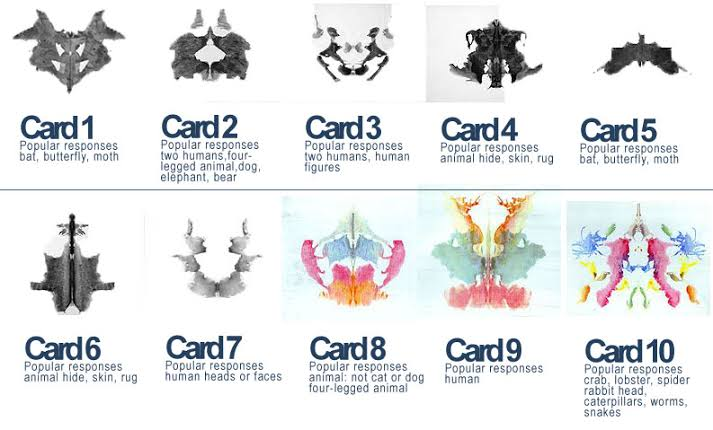 Card 1
Popular responses
bat, butterfly, moth
Card 2
Popular responses
two humans,four-
legged animal,dog,
elephant, bear
Card 3
Popular responses
two humans, human
figures
Card 4
Popular responses
animal hide, skin, rug
Card 5
Popular responses
bat, butterfly, moth
Card 6
Popular responses
animal hide, skin, rug
Card 7
Popular responses
human heads or faces
Card 8
Popular responses
animal: not cat or dog
four-legged animal
Card 9
Popular responses
human
Card 10
Popular responses
crab, lobster, spider
rabbit head,
caterpillars, worms,
snakes